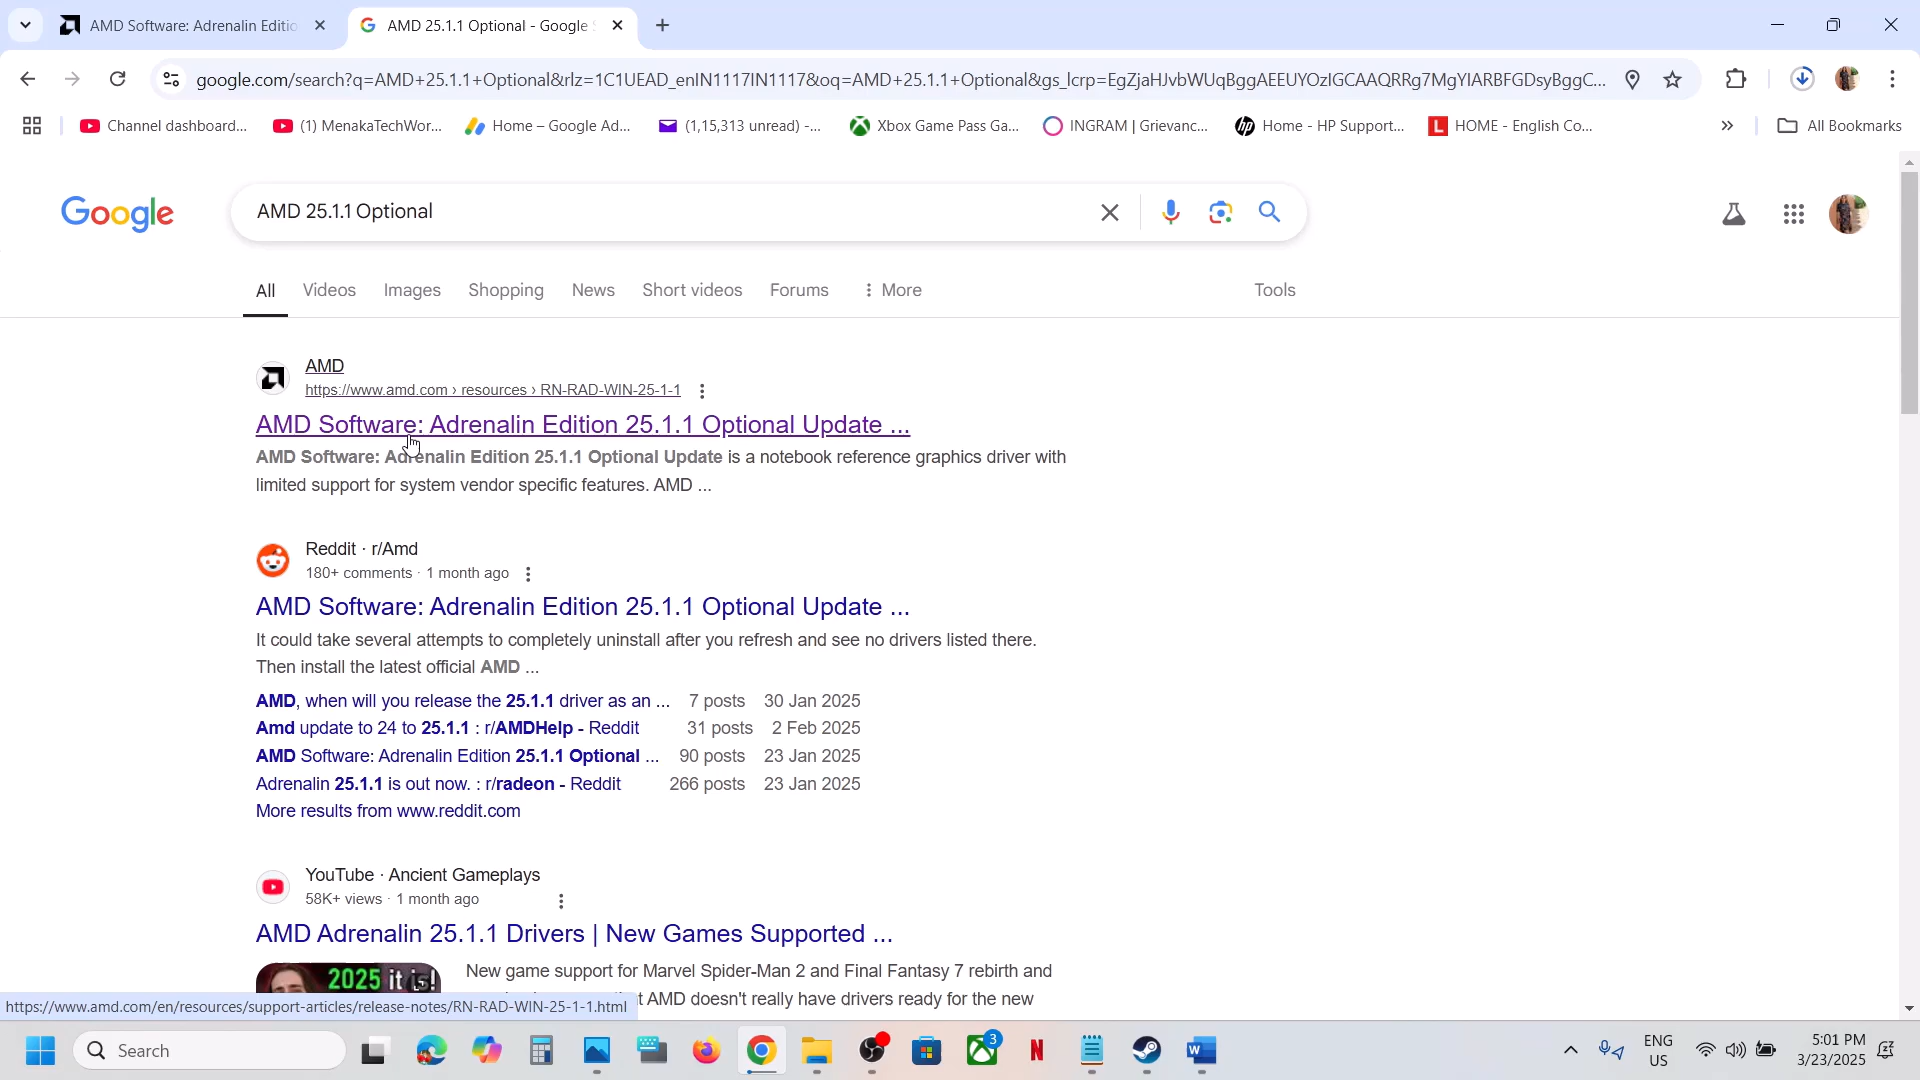 AMD Software: Adrenalin Editio
AMD 25.1.1 Optional - Google
google.com/search?q=AMD+25.1.1+Optional&rlz=1C1UEAD_enIN1117IN1117&oq=AMD+25.1.1+Optional&gs_lcrp=EgZjaHJvbWUqBggAEEUYOzIGCAAQRRg7MgYIARBFGDsyBggC...
Channel dashboard...
(1) MenakaTechWor...
Home – Google Ad...
(1,15,313 unread) -...
Xbox Game Pass Ga...
INGRAM | Grievanc...
Home - HP Support...
HOME - English Co...
All Bookmarks
Google
AMD 25.1.1 Optional
All
Videos
Images
Shopping
News
Short videos
Forums
More
Tools
AMD
https://www.amd.com › resources › RN-RAD-WIN-25-1-1
AMD Software: Adrenalin Edition 25.1.1 Optional Update ...
AMD Software: Adrenalin Edition 25.1.1 Optional Update is a notebook reference graphics driver with
limited support for system vendor specific features. AMD ...
Reddit · r/Amd
180+ comments · 1 month ago
AMD Software: Adrenalin Edition 25.1.1 Optional Update ...
It could take several attempts to completely uninstall after you refresh and see no drivers listed there.
Then install the latest official AMD ...
AMD, when will you release the 25.1.1 driver as an ... 7 posts 30 Jan 2025
Amd update to 24 to 25.1.1 : r/AMDHelp - Reddit 31 posts 2 Feb 2025
AMD Software: Adrenalin Edition 25.1.1 Optional ... 90 posts 23 Jan 2025
Adrenalin 25.1.1 is out now. : r/radeon - Reddit 266 posts 23 Jan 2025
More results from www.reddit.com
YouTube · Ancient Gameplays
58K+ views · 1 month ago
AMD Adrenalin 25.1.1 Drivers | New Games Supported ...
2025 it is!
New game support for Marvel Spider-Man 2 and Final Fantasy 7 rebirth and
t AMD doesn't really have drivers ready for the new
https://www.amd.com/en/resources/support-articles/release-notes/RN-RAD-WIN-25-1-1.html
Search
3
ENG
US
5:01 PM
3/23/2025